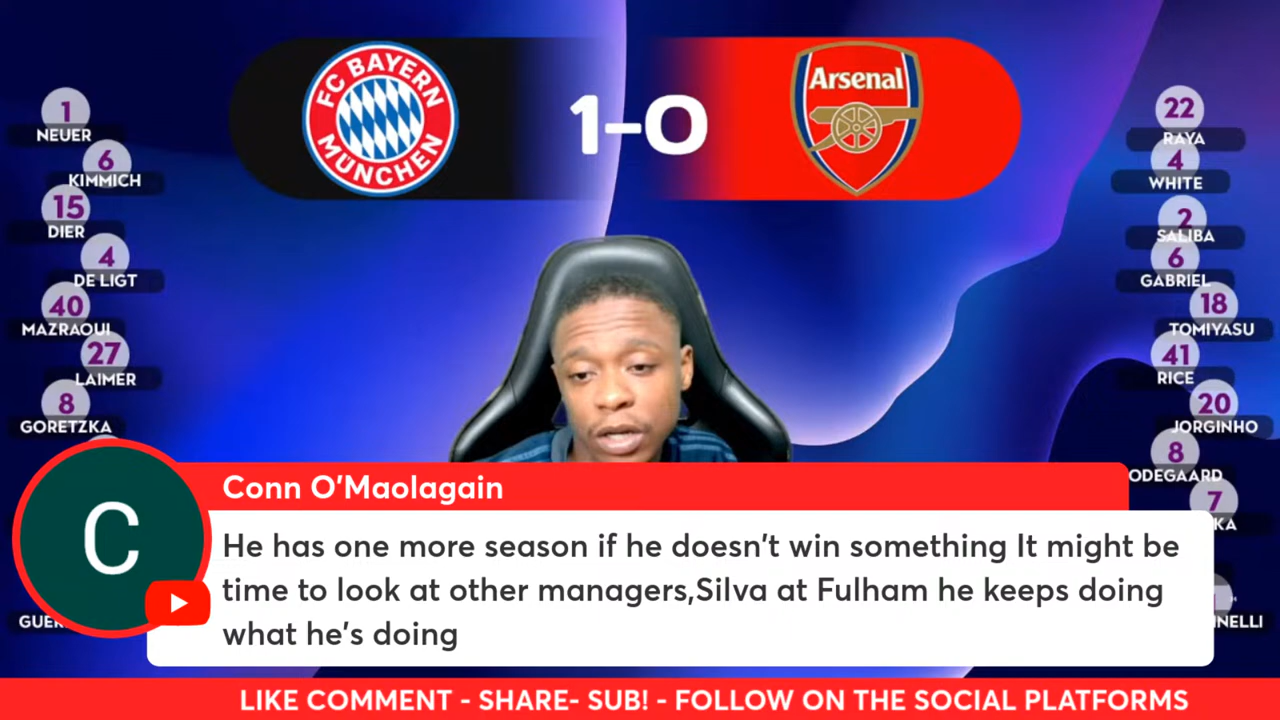 FC BAYERN
MÜNCHEN
1-0
Arsenal
1
NEUER
6
KIMMICH
15
DIER
4
DE LIGT
40
MAZRAOUI
27
LAIMER
8
GORETZKA
22
RAYA
4
WHITE
2
SALIBA
6
GABRIEL
18
TOMIYASU
41
RICE
20
JORGINHO
8
ODEGAARD
7
C
Conn O'Maolagain
He has one more season if he doesn't win something It might be
time to look at other managers,Silva at Fulham he keeps doing
what he's doing
LIKE COMMENT - SHARE- SUB! - FOLLOW ON THE SOCIAL PLATFORMS